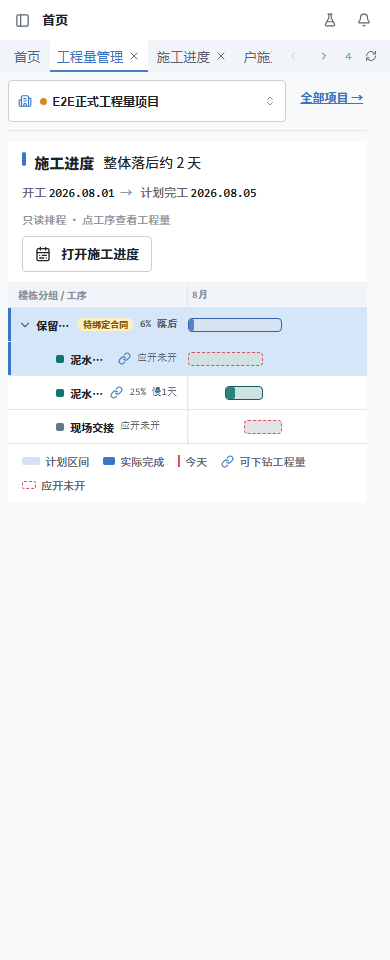 首页
首页 工程量管理 施工进度 户施. 4
E2E正式工程量项目 全部项目→
施工进度 整体落后约 2 天
开工 2026.08.01 → 计划完工 2026.08.05
只读排程 · 点工序查看工程量
打开施工进度
楼栋分组 / 工序 8月
保留… 待绑定合同 6% 落后
泥水… 应开未开
泥水… 25% 慢1天
现场交接 应开未开
计划区间 实际完成 今天 可下钻工程量
应开未开